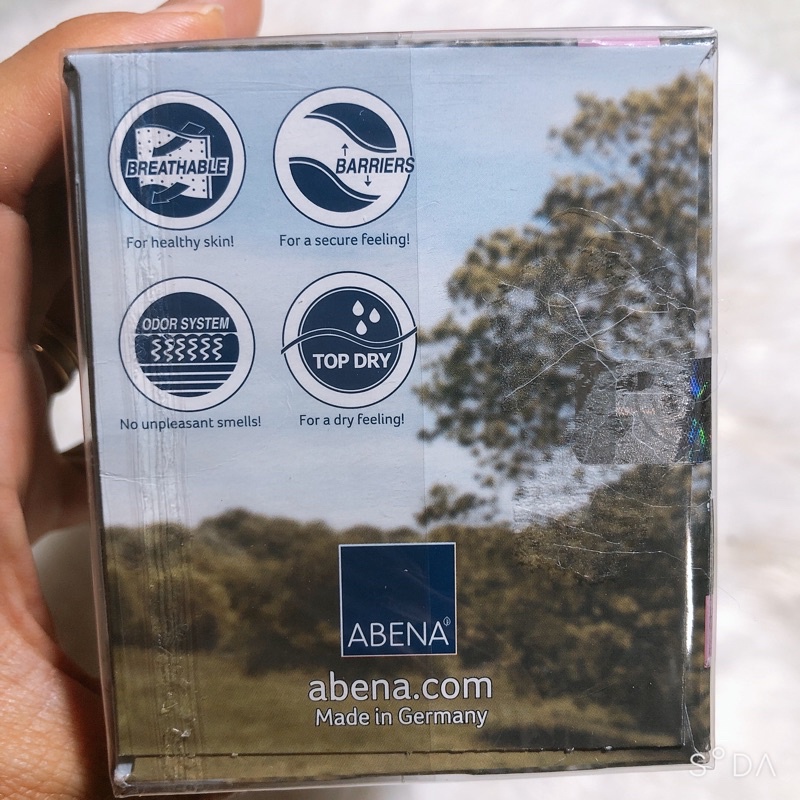 BREATHABLE
For healthy skin!
BARRIERS
For a secure feeling!
ODOR SYSTEM
No unpleasant smells!
TOP DRY
For a dry feeling!
ABENA
abena.com
Made in Germany
SODA